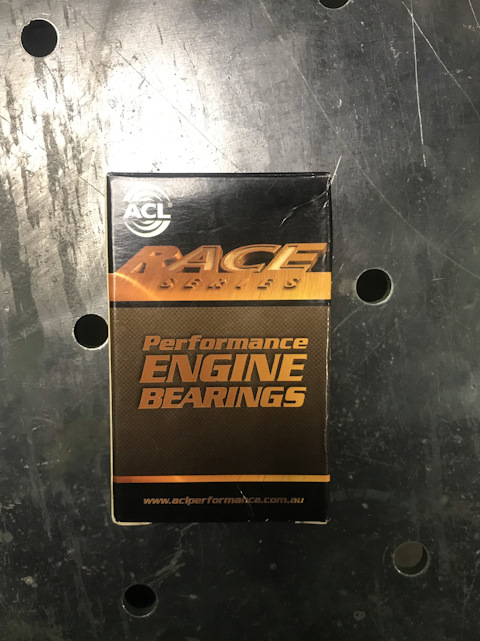 ACL
RACE
SERIES
Performance
ENGINE
BEARINGS
www.aclperformance.com.au